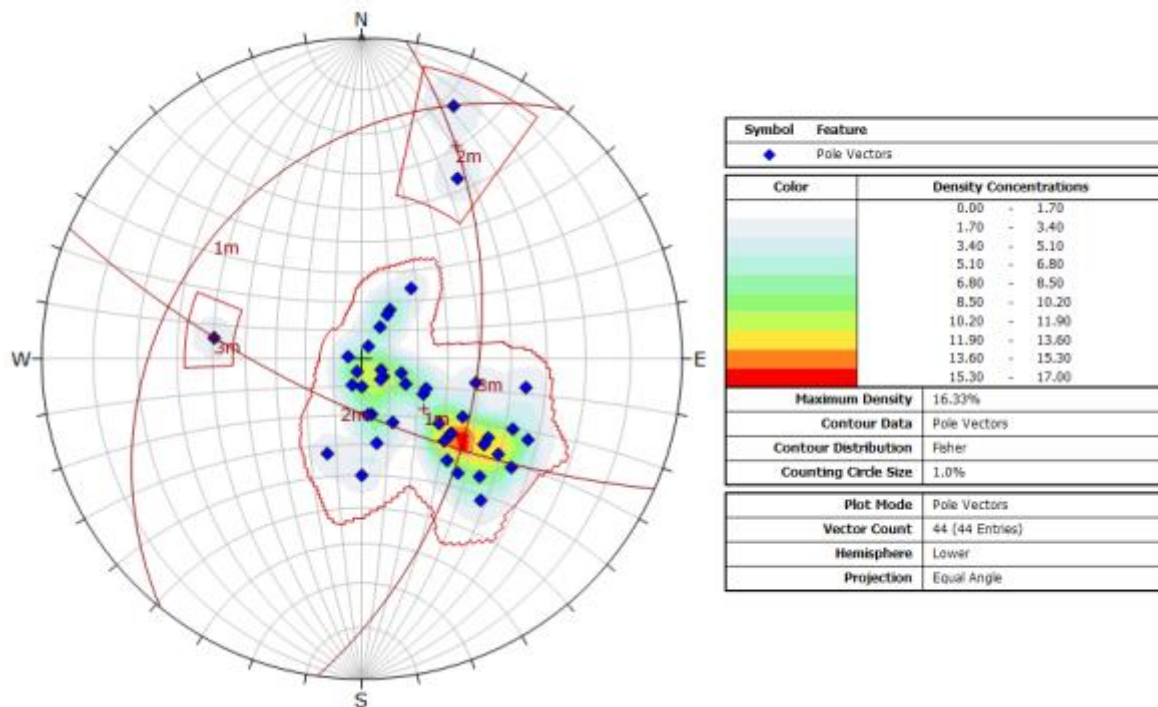 N
2m
1m
W
E
3m
3m
2m
1m
S
Symbol Feature
Pole Vectors
Color Density Concentrations
0.00 - 1.70
1.70 - 3.40
3.40 - 5.10
5.10 - 6.80
6.80 - 8.50
8.50 - 10.20
10.20 - 11.90
11.90 - 13.60
13.60 - 15.30
15.30 - 17.00
Maximum Density 16.33%
Contour Data Pole Vectors
Contour Distribution Fisher
Counting Circle Size 1.0%
Plot Mode Pole Vectors
Vector Count 44 (44 Entries)
Hemisphere Lower
Projection Equal Angle